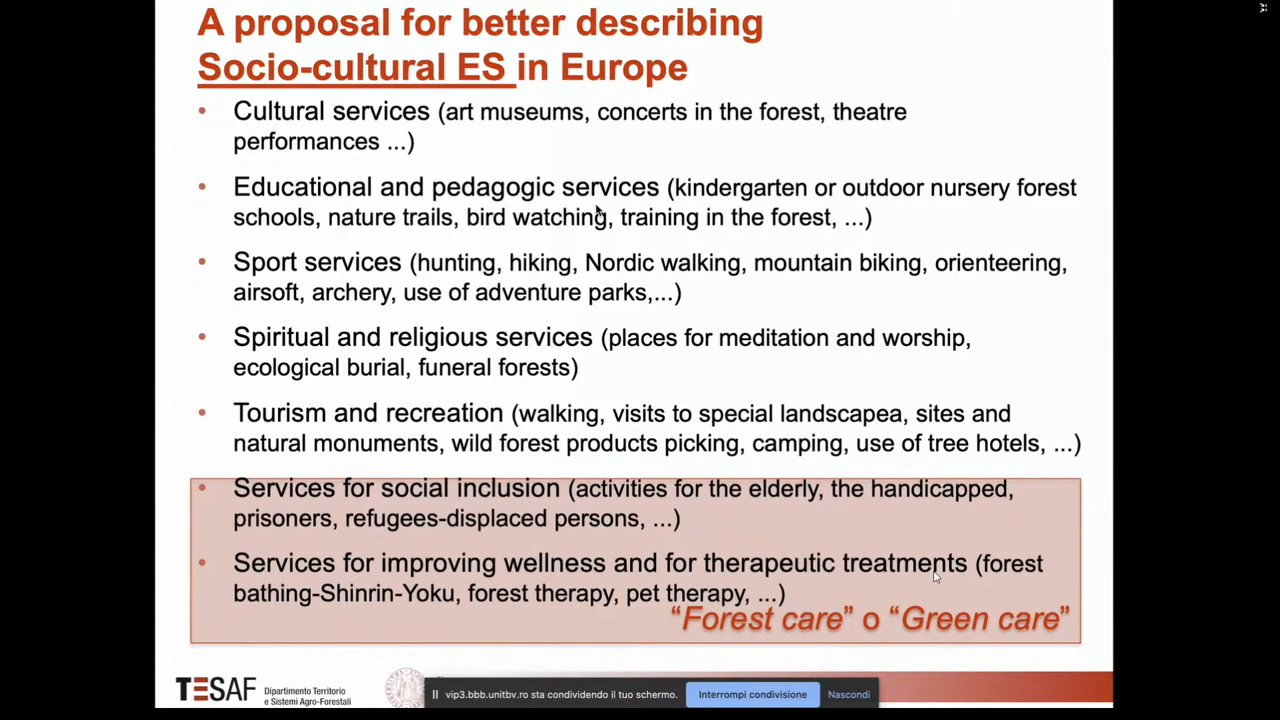 A proposal for better describing
Socio-cultural ES in Europe
• Cultural services (art museums, concerts in the forest, theatre
performances ...)
• Educational and pedagogic services (kindergarten or outdoor nursery forest
schools, nature trails, bird watching, training in the forest, ...)
• Sport services (hunting, hiking, Nordic walking, mountain biking, orienteering,
airsoft, archery, use of adventure parks,...)
• Spiritual and religious services (places for meditation and worship,
ecological burial, funeral forests)
• Tourism and recreation (walking, visits to special landscapea, sites and
natural monuments, wild forest products picking, camping, use of tree hotels, ...)
• Services for social inclusion (activities for the elderly, the handicapped,
prisoners, refugees-displaced persons, ...)
• Services for improving wellness and for therapeutic treatments (forest
bathing-Shinrin-Yoku, forest therapy, pet therapy, ...)
“Forest care” o “Green care”
TESAF Dipartimento Territorio
e Sistemi Agro-Forestali
vip3.bbb.unitbv.ro sta condividendo il tuo schermo. Interrompi condivisione Nascondi